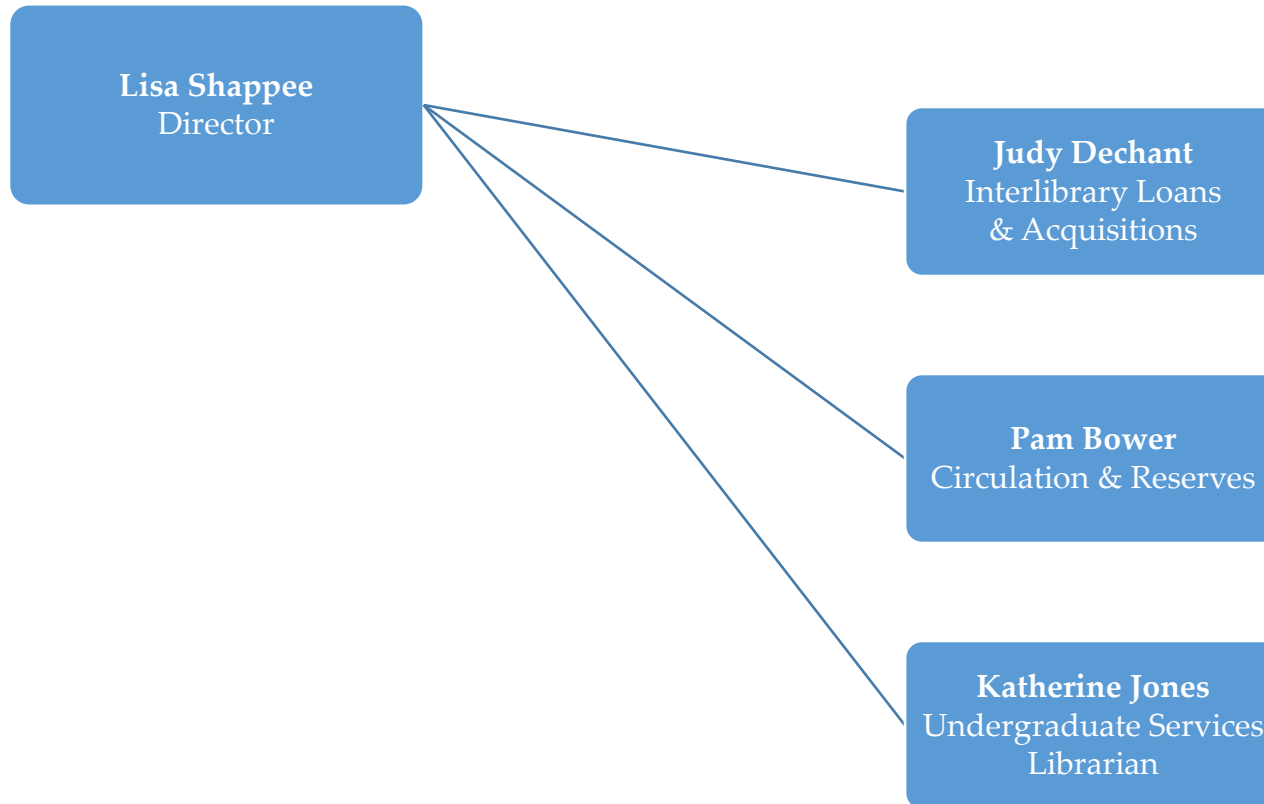 Lisa Shappee
Director
Judy Dechant
Interlibrary Loans
& Acquisitions
Pam Bower
Circulation & Reserves
Katherine Jones
Undergraduate Services
Librarian